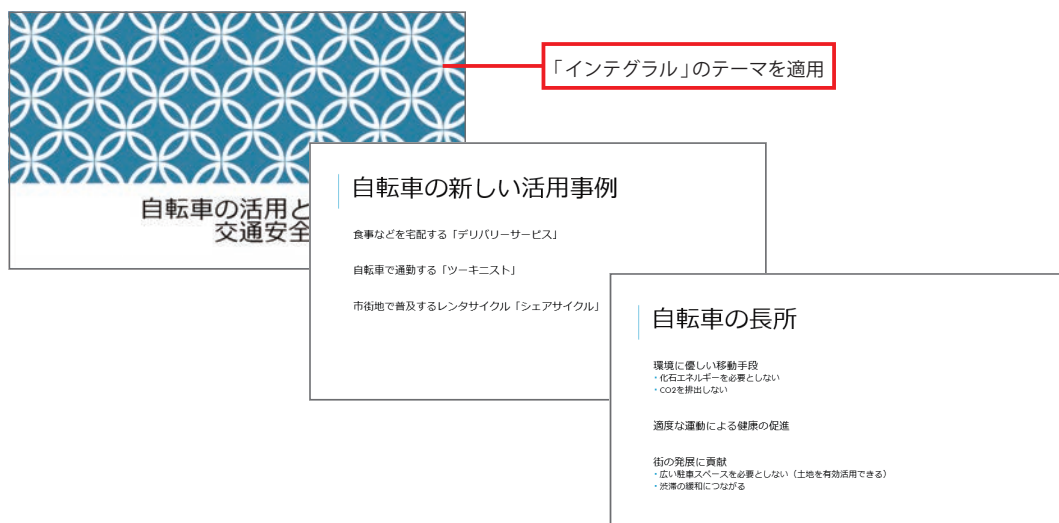 「インテグラル」のテーマを適用
自転車の活用と
交通安全
自転車の新しい活用事例
食事などを宅配する「デリバリーサービス」
自転車で通勤する「ツーキニスト」
市街地で普及するレンタサイクル「シェアサイクル」
自転車の長所
環境に優しい移動手段
・化石エネルギーを必要としない
・CO2を排出しない
適度な運動による健康の促進
街の発展に貢献
・広い駐車スペースを必要としない（土地を有効活用できる）
・渋滞の緩和につながる